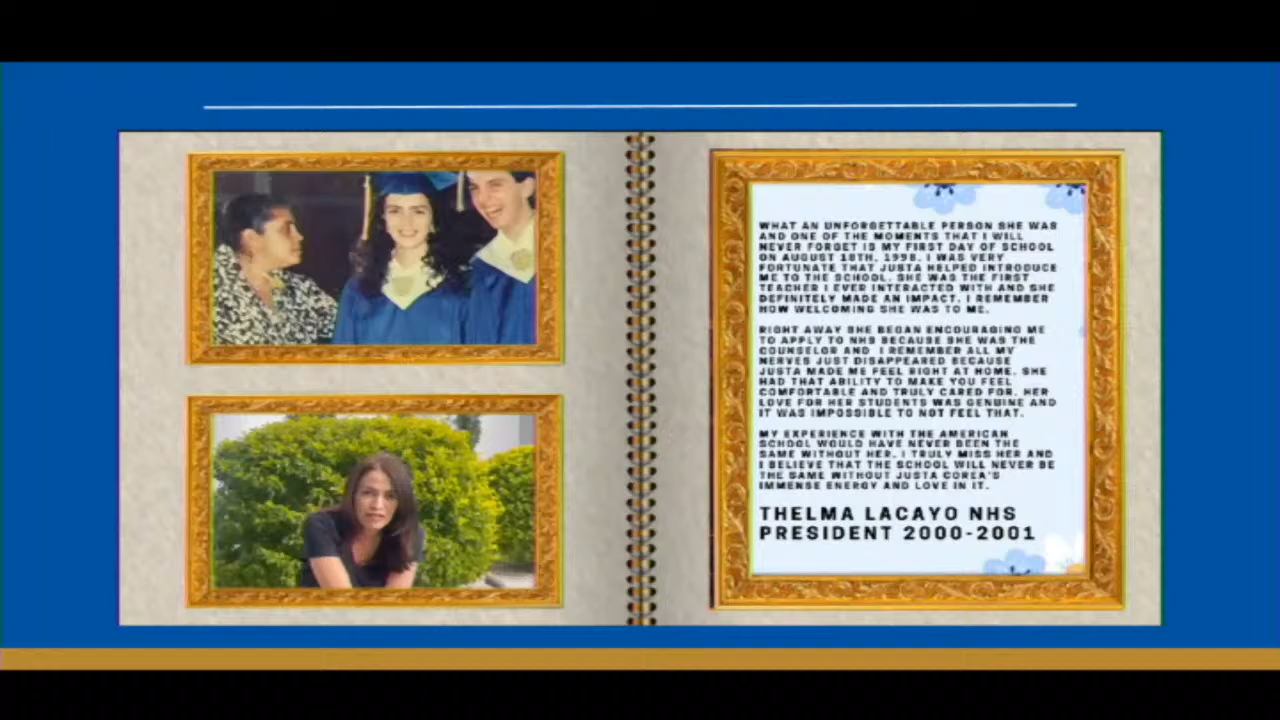 WHAT AN UNFORGETTABLE PERSON SHE WAS
AND ONE OF THE MOMENTS THAT I WILL
NEVER FORGET IS MY FIRST DAY OF SCHOOL
ON AUGUST 18TH, 1998. I WAS VERY
FORTUNATE THAT JUSTA HELPED INTRODUCE
ME TO THE SCHOOL. SHE WAS THE FIRST
TEACHER I EVER INTERACTED WITH AND SHE
DEFINITELY MADE AN IMPACT. I REMEMBER
HOW WELCOMING SHE WAS TO ME.
RIGHT AWAY SHE BEGAN ENCOURAGING ME
TO APPLY TO NHS BECAUSE SHE WAS THE
COUNSELOR AND I REMEMBER ALL MY
NERVES JUST DISAPPEARED BECAUSE
JUSTA MADE ME FEEL RIGHT AT HOME. SHE
HAD THAT ABILITY TO MAKE YOU FEEL
COMFORTABLE AND TRULY CARED FOR. HER
LOVE FOR HER STUDENTS WAS GENUINE AND
IT WAS IMPOSSIBLE TO NOT FEEL THAT.
MY EXPERIENCE WITH THE AMERICAN
SCHOOL WOULD HAVE NEVER BEEN THE
SAME WITHOUT HER. I TRULY MISS HER AND
I BELIEVE THAT THE SCHOOL WILL NEVER BE
THE SAME WITHOUT JUSTA COREA'S
IMMENSE ENERGY AND LOVE IN IT.
THELMA LACAYO NHS
PRESIDENT 2000-2001